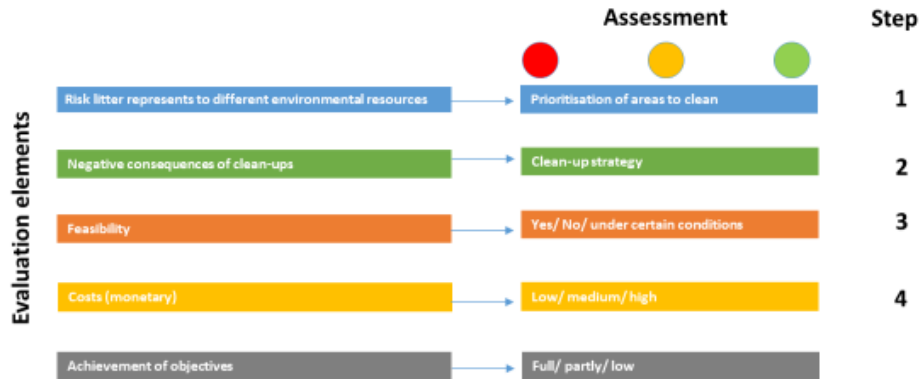 Assessment
Step
Evaluation elements
Risk litter represents to different environmental resources
Prioritisation of areas to clean
1
Negative consequences of clean-ups
Clean-up strategy
2
Feasibility
Yes/ No/ under certain conditions
3
Costs (monetary)
Low/ medium/ high
4
Achievement of objectives
Full/ partly/ low